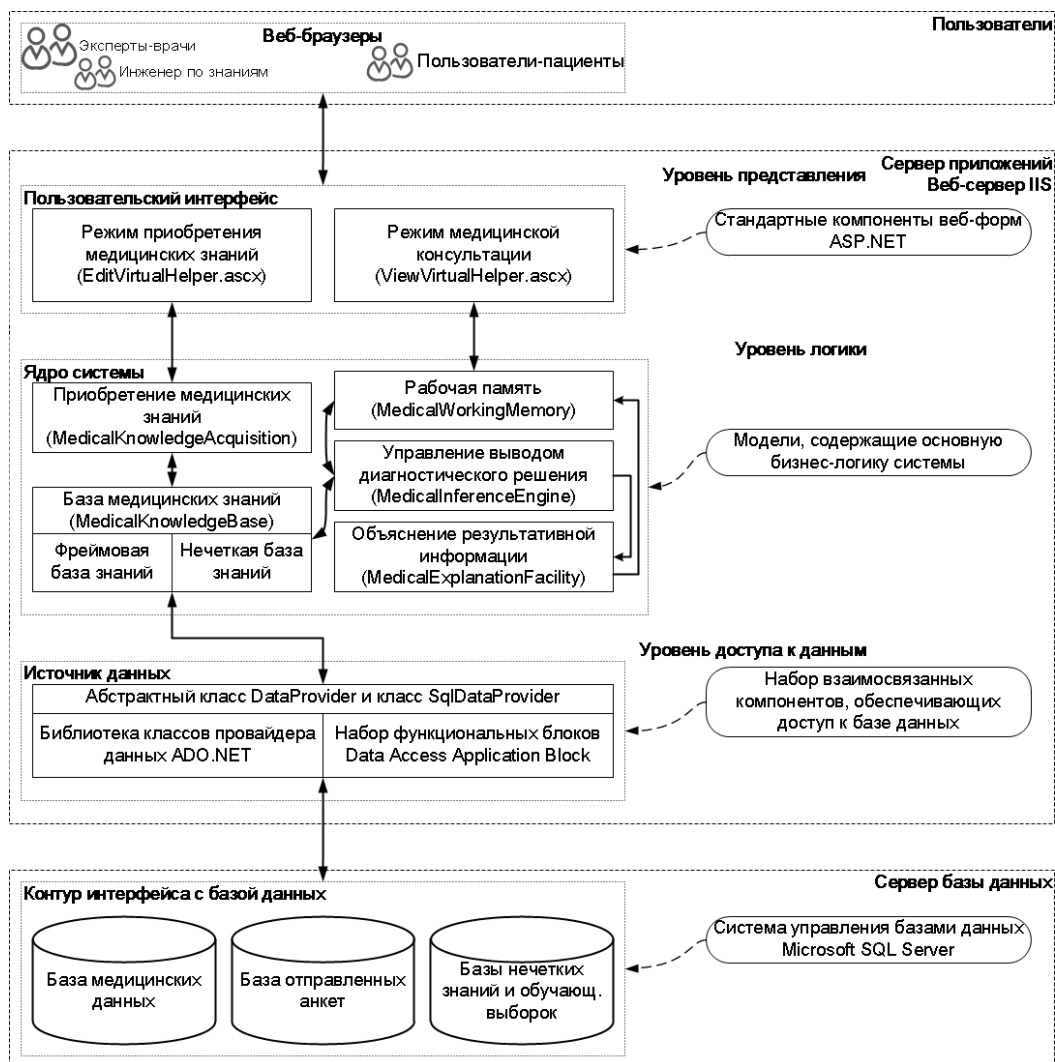 Пользователи
Веб-браузеры
Эксперты-врачи
Инженер по знаниям
Пользователи-пациенты
Сервер приложений
Веб-сервер IIS
Уровень представления
Пользовательский интерфейс
Режим приобретения
медицинских знаний
(EditVirtualHelper.ascx)
Режим медицинской
консультации
(ViewVirtualHelper.ascx)
Стандартные компоненты веб-форм
ASP.NET
Уровень логики
Ядро системы
Приобретение медицинских
знаний
(MedicalKnowledgeAcquisition)
База медицинских знаний
(MedicalKnowledgeBase)
Фреймовая
база знаний
Нечеткая база
знаний
Рабочая память
(MedicalWorkingMemory)
Управление выводом
диагностического решения
(MedicalInferenceEngine)
Объяснение результативной
информации
(MedicalExplanationFacility)
Модели, содержащие основную
бизнес-логику системы
Уровень доступа к данным
Источник данных
Абстрактный класс DataProvider и класс SqlDataProvider
Библиотека классов провайдера
данных ADO.NET
Набор функциональных блоков
Data Access Application Block
Набор взаимосвязанных
компонентов, обеспечивающих
доступ к базе данных
Сервер базы данных
Контур интерфейса с базой данных
База медицинских
данных
База отправленных
анкет
Базы нечетких
знаний и обучающ.
выборок
Система управления базами данных
Microsoft SQL Server